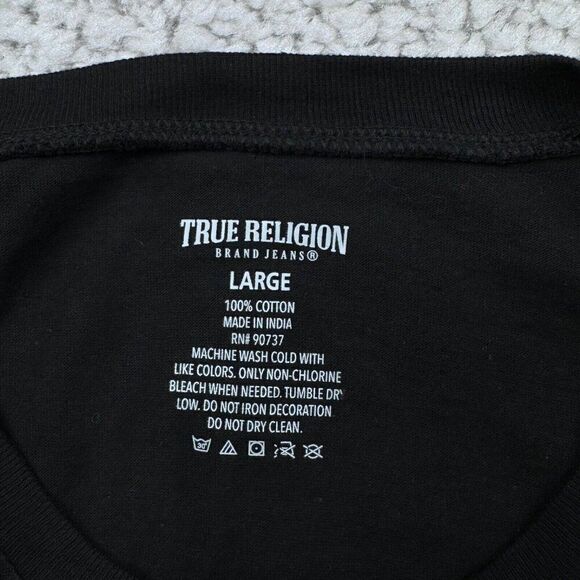 TRUE RELIGION
BRAND JEANS®
LARGE
100% COTTON
MADE IN INDIA
RN# 90737
MACHINE WASH COLD WITH
LIKE COLORS. ONLY NON-CHLORINE
BLEACH WHEN NEEDED. TUMBLE DRY
LOW. DO NOT IRON DECORATION
DO NOT DRY CLEAN.
30°